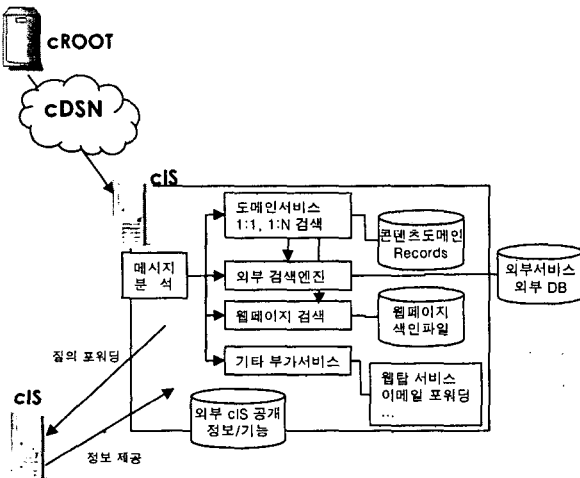 cROOT
cDSN
cIS
도메인서비스
1:1, 1:N 검색
콘덴츠도메인
Records
메시지
분 석
외부 검색엔진
외부서비스
외부 DB
웹페이지 검색
웹페이지
색인파일
질의 포워딩
기타 부가서비스
웹탑 서비스
이메일 포워딩
...
cIS
외부 cIS 공개
정보/기능
정보 제공